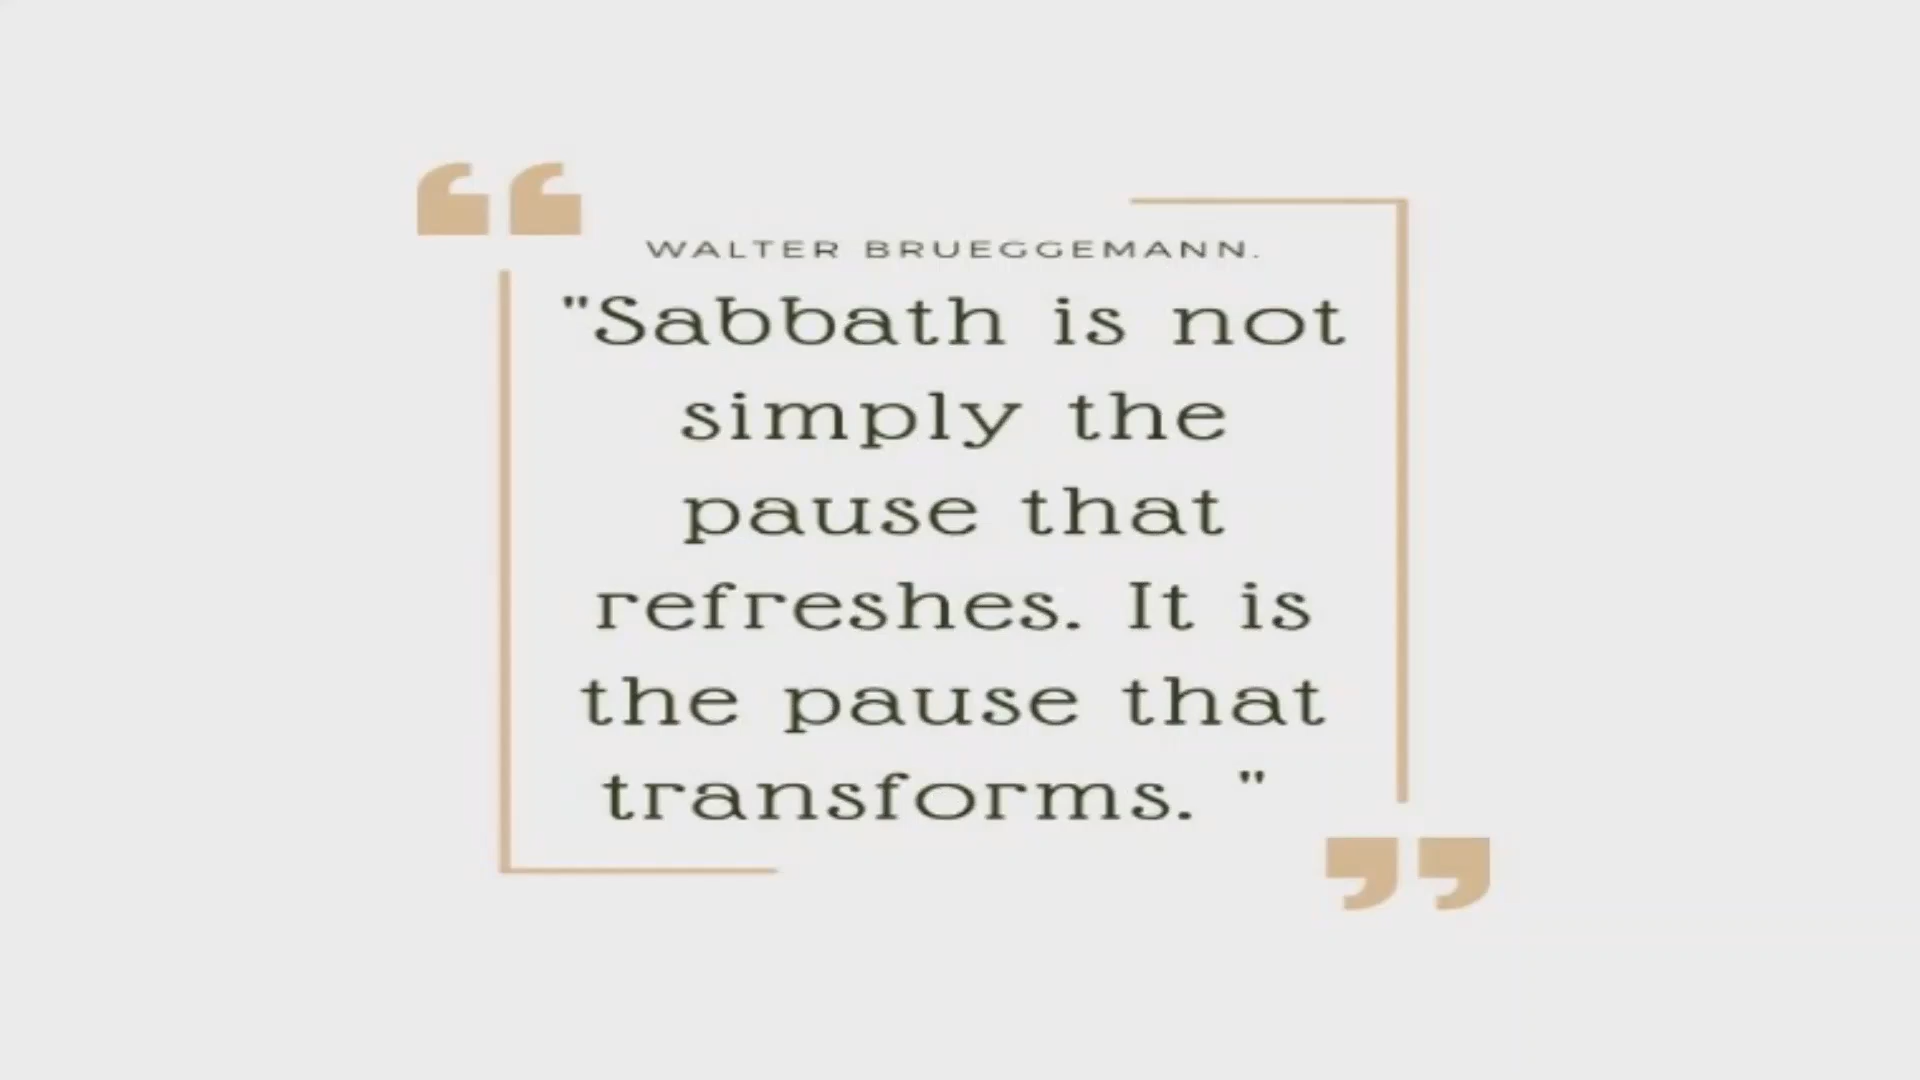 WALTER BRUEGGEMANN.
"Sabbath is not
simply the
pause that
refreshes. It is
the pause that
transforms. "